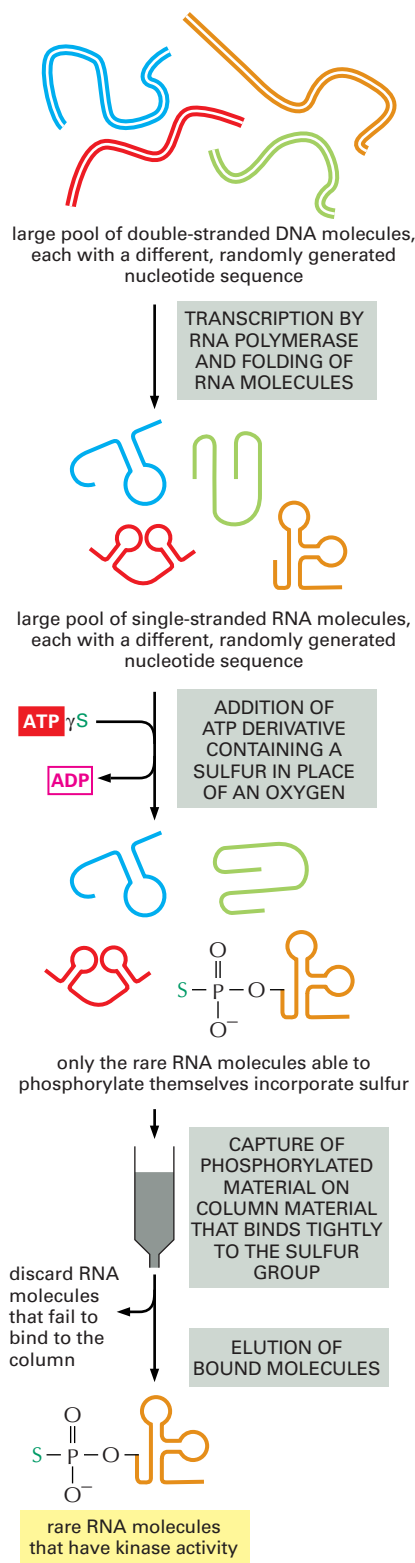 large pool of double-stranded DNA molecules,
each with a different, randomly generated
nucleotide sequence
TRANSCRIPTION BY
RNA POLYMERASE
AND FOLDING OF
RNA MOLECULES
large pool of single-stranded RNA molecules,
each with a different, randomly generated
nucleotide sequence
ATP γS
ADP
ADDITION OF
ATP DERIVATIVE
CONTAINING A
SULFUR IN PLACE
OF AN OXYGEN
O
S–P–O
O–
only the rare RNA molecules able to
phosphorylate themselves incorporate sulfur
CAPTURE OF
PHOSPHORYLATED
MATERIAL ON
COLUMN MATERIAL
THAT BINDS TIGHTLY
TO THE SULFUR
GROUP
discard RNA
molecules
that fail to
bind to the
column
ELUTION OF
BOUND MOLECULES
O
S–P–O
O–
rare RNA molecules
that have kinase activity